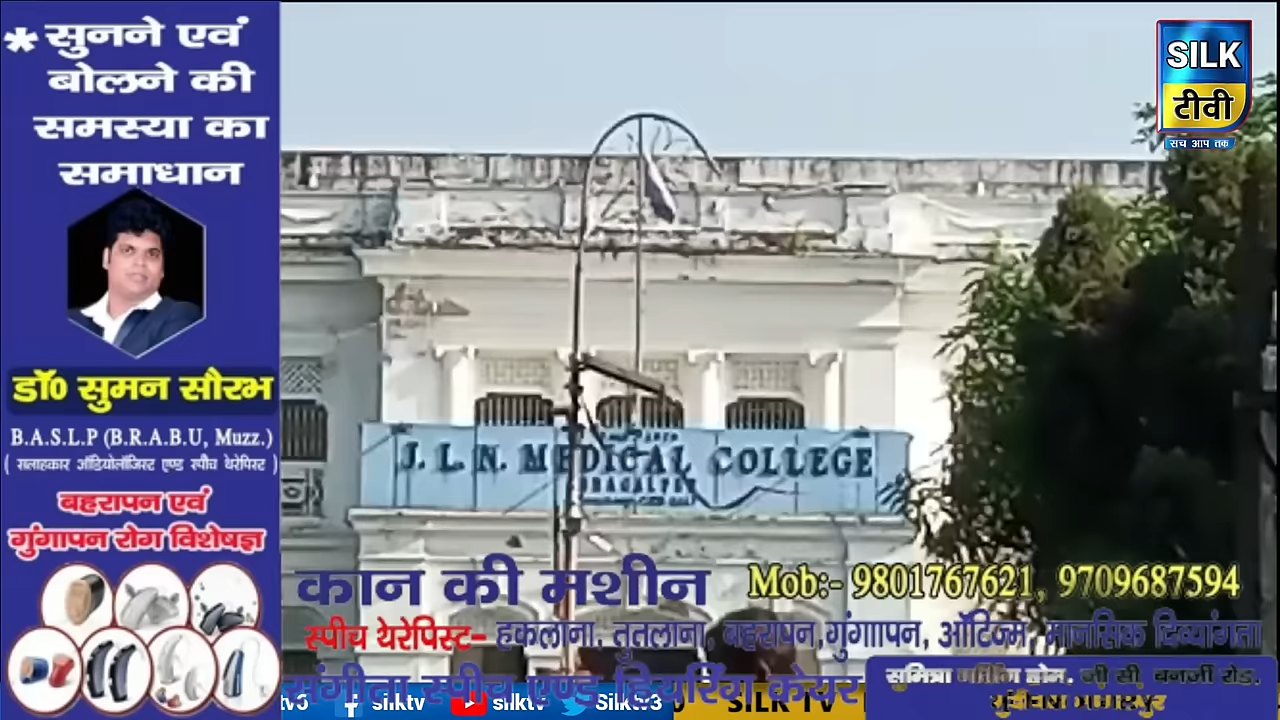 * सुनने एवं
बोलने की
समस्या का
समाधान
डॉ० सुमन सौरभ
B.A.S.L.P (B.R.A.B.U, Muzz.)
( सलाहकार ऑडियोलॉजिस्ट एण्ड स्पीच थेरेपिस्ट )
बहरापन एवं
गुंगापन रोग विशेषज्ञ
SILK
टीवी
सच आप तक
J. L. N. MEDICAL COLLEGE
BHAGALPUR
कान की मशीन
Mob:- 9801767621, 9709687594
स्पीच थेरेपिस्ट– हकलाना, तुतलाना, बहरापन,गुंगाापन, ऑटिज्म, मानसिक दिव्यांगता
संगीता स्पीच एण्ड हियरिंग केयर
सुमित्रा नर्सिंग होम, जी सी. बनर्जी रोड,
silktv
silktv
Silktv3
SILK TV